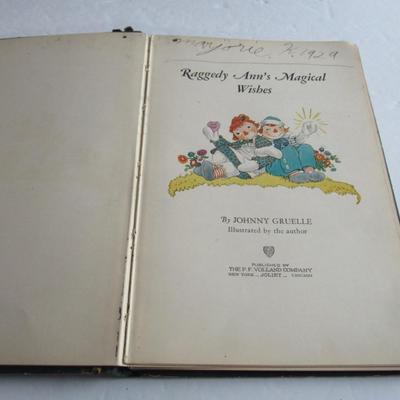 Marjorie K. 1929
Raggedy Ann's Magical
Wishes
By JOHNNY GRUELLE
Illustrated by the author
PUBLISHED BY
THE P. F. VOLLAND COMPANY
NEW YORK JOLIET CHICAGO